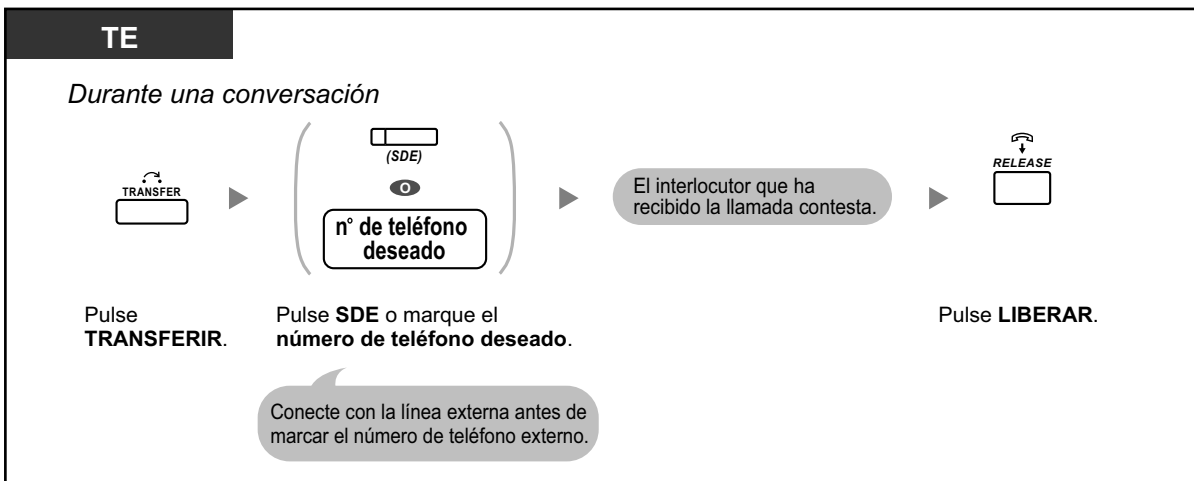 TE
Durante una conversación
TRANSFER
(SDE)
O
n° de teléfono
deseado
El interlocutor que ha
recibido la llamada contesta.
RELEASE
Pulse
TRANSFERIR.
Pulse SDE o marque el
número de teléfono deseado.
Pulse LIBERAR.
Conecte con la línea externa antes de
marcar el número de teléfono externo.